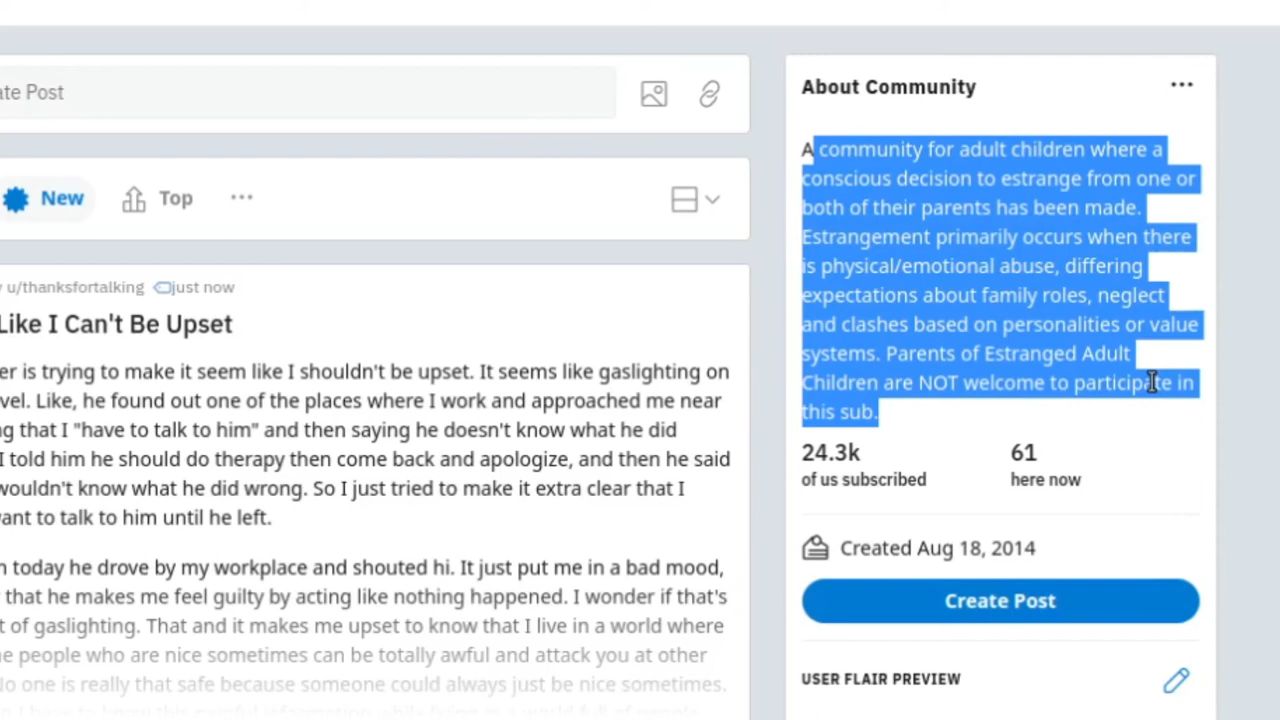 ate Post
New
Top
u/thanksfortalking just now
Like I Can't Be Upset
er is trying to make it seem like I shouldn't be upset. It seems like gaslighting on
vel. Like, he found out one of the places where I work and approached me near
g that I "have to talk to him" and then saying he doesn't know what he did
I told him he should do therapy then come back and apologize, and then he said
wouldn't know what he did wrong. So I just tried to make it extra clear that I
ant to talk to him until he left.
n today he drove by my workplace and shouted hi. It just put me in a bad mood,
that he makes me feel guilty by acting like nothing happened. I wonder if that's
t of gaslighting. That and it makes me upset to know that I live in a world where
e people who are nice sometimes can be totally awful and attack you at other
No one is really that safe because someone could always just be nice sometimes.
About Community
A community for adult children where a
conscious decision to estrange from one or
both of their parents has been made.
Estrangement primarily occurs when there
is physical/emotional abuse, differing
expectations about family roles, neglect
and clashes based on personalities or value
systems. Parents of Estranged Adult
Children are NOT welcome to participate in
this sub.
24.3k 61
of us subscribed here now
Created Aug 18, 2014
Create Post
USER FLAIR PREVIEW